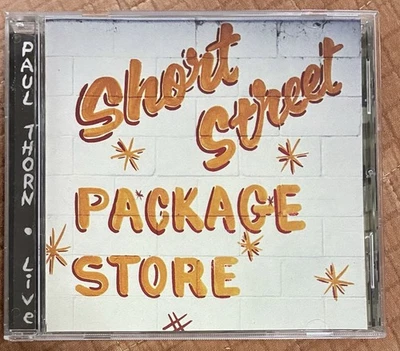 PAUL THORN • Live
Short
Street
PACKAGE
STORE